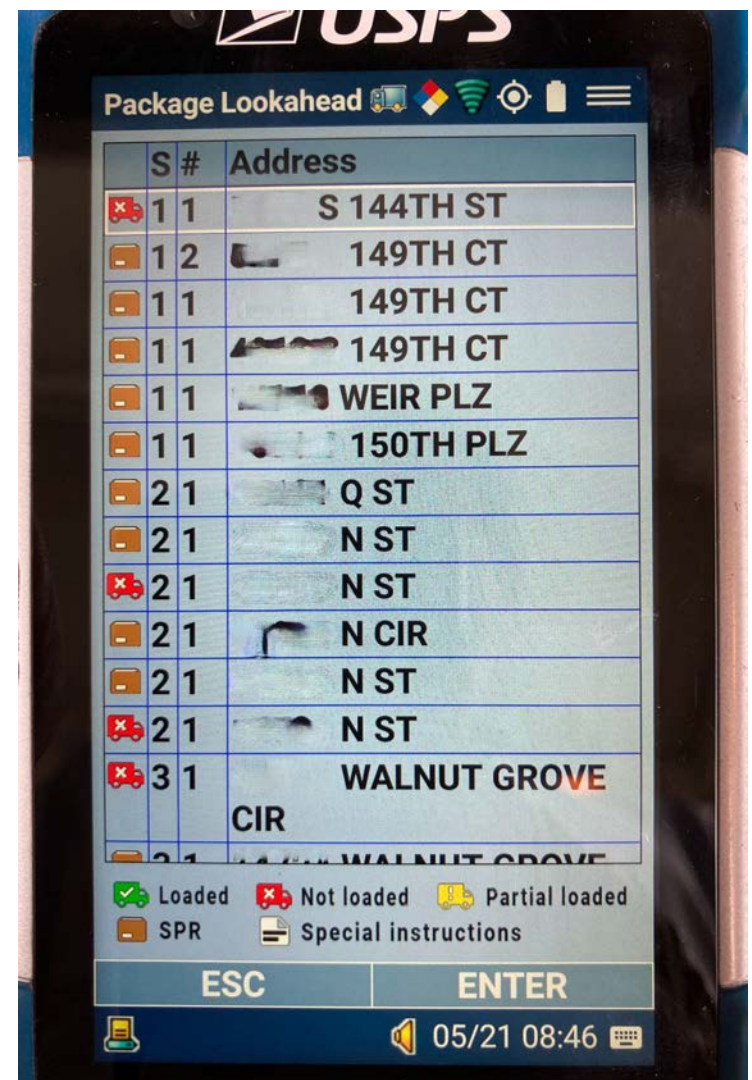 USPS
Package Lookahead
S # Address
1 1 S 144TH ST
1 2 149TH CT
1 1 149TH CT
1 1 149TH CT
1 1 WEIR PLZ
1 1 150TH PLZ
2 1 Q ST
2 1 N ST
2 1 N ST
2 1 N CIR
2 1 N ST
2 1 N ST
3 1 WALNUT GROVE
CIR
WALNUT GROVE
Loaded Not loaded Partial loaded
SPR Special instructions
ESC ENTER
05/21 08:46